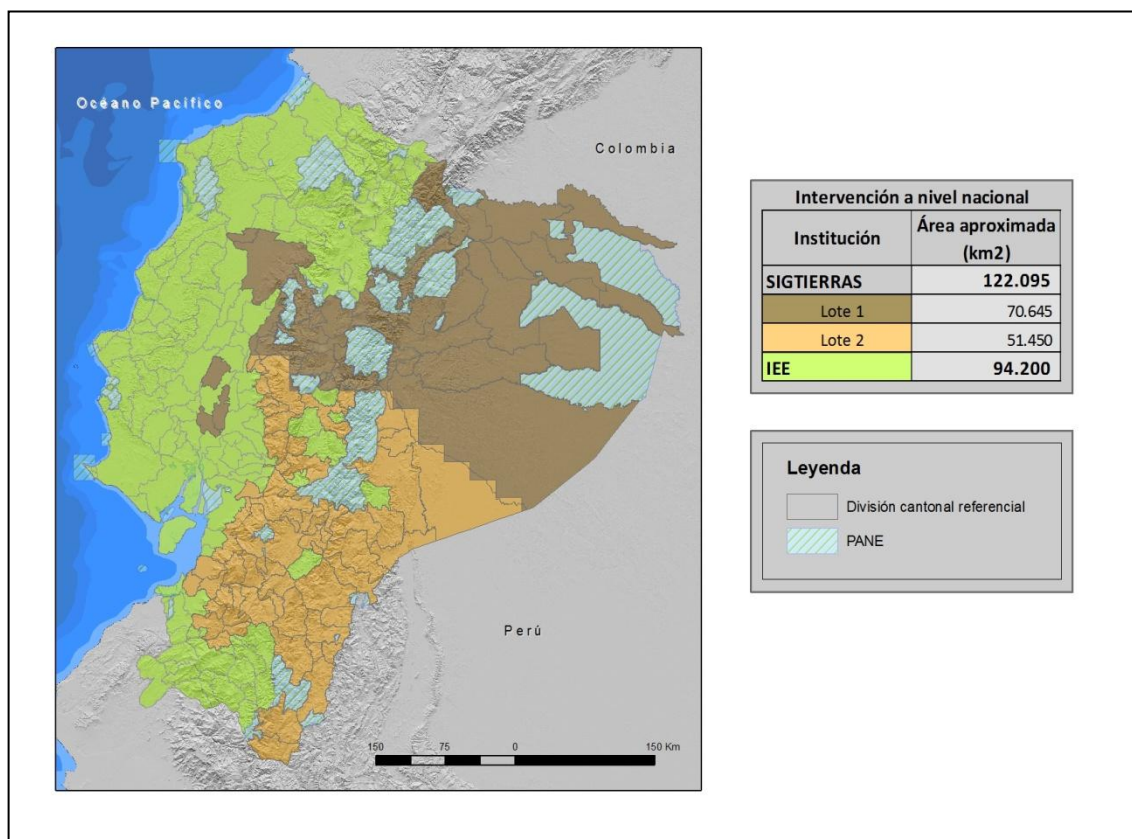 Océano Pacífico
Colombia
Perú
150 75 0 150 Km
Intervención a nivel nacional
Institución Área aproximada
(km2)
SIGTIERRAS 122.095
Lote 1 70.645
Lote 2 51.450
IEE 94.200
Leyenda
División cantonal referencial
PANE